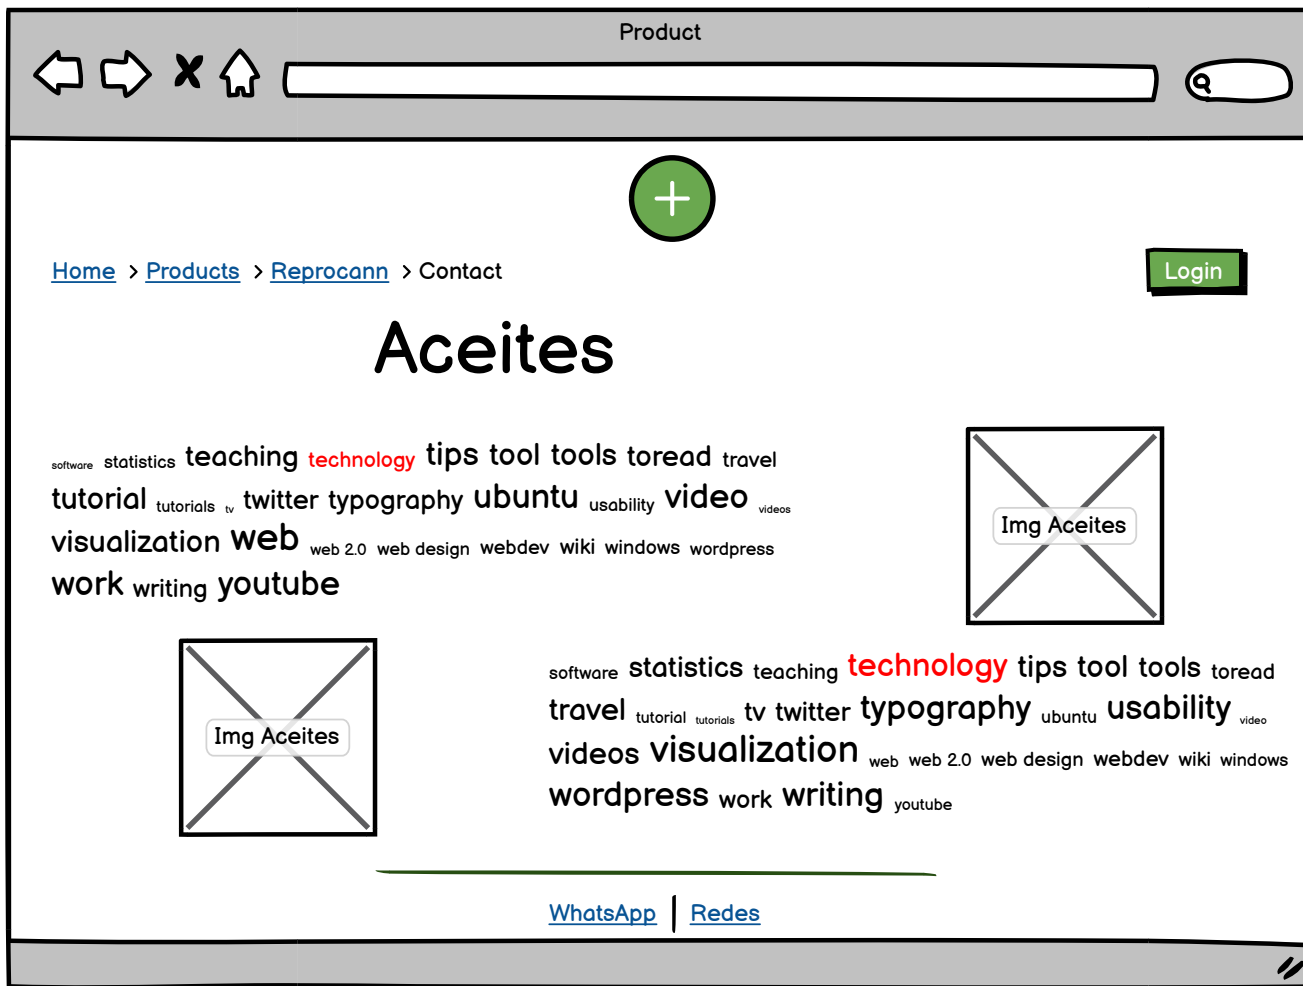 Product
Home > Products > Reprocann > Contact
Login
Aceites
software statistics teaching technology tips tool tools toread travel
tutorial tutorials tv twitter typography ubuntu usability video videos
visualization web web 2.0 web design webdev wiki windows wordpress
work writing youtube
Img Aceites
Img Aceites
software statistics teaching technology tips tool tools toread
travel tutorial tutorials tv twitter typography ubuntu usability video
videos visualization web web 2.0 web design webdev wiki windows
wordpress work writing youtube
WhatsApp | Redes